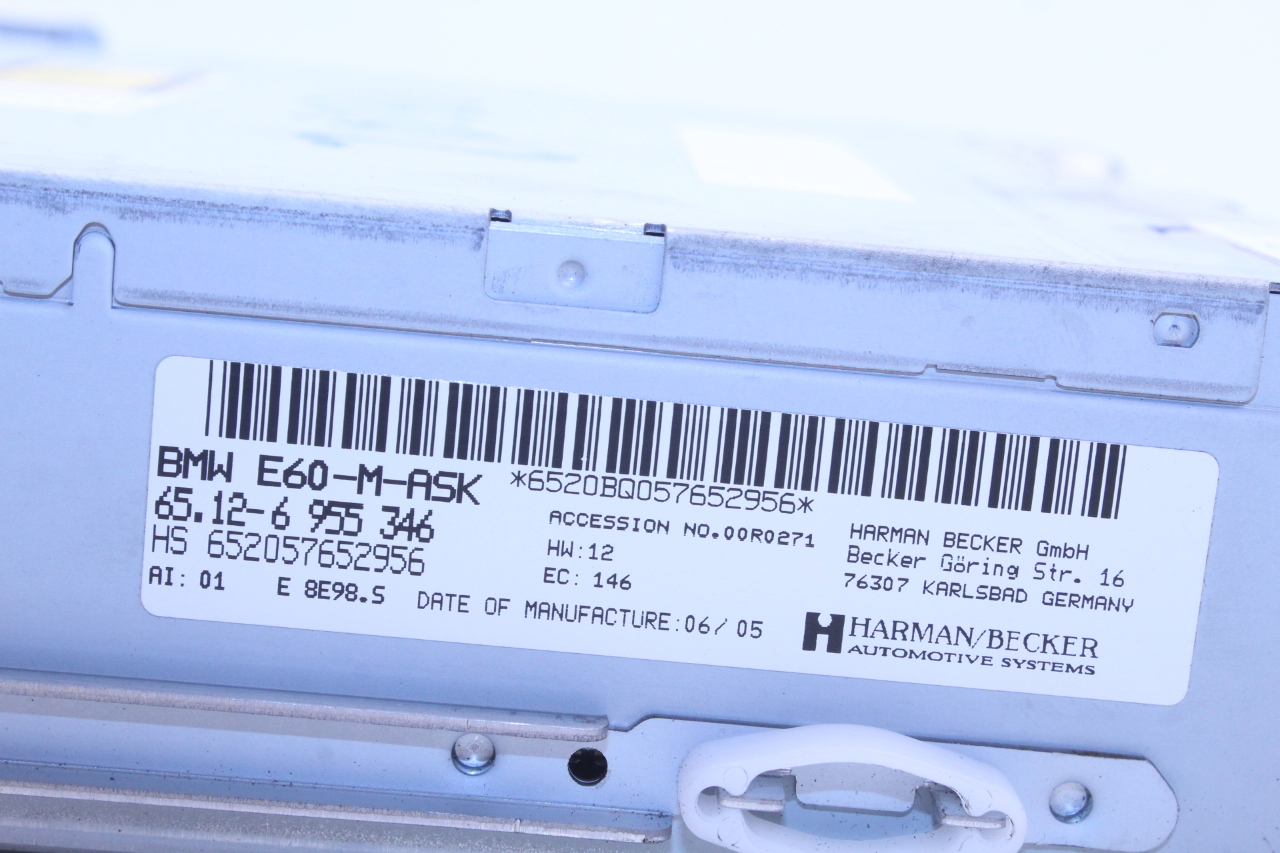 *6520BQ057652956*
BMW E60-M-ASK
65.12-6 955 346
HS 652057652956
AI: 01 E 8E98.S
ACCESSION NO.00R0271
HW:12
EC: 146
DATE OF MANUFACTURE:06/05
HARMAN BECKER GmbH
Becker Göring Str. 16
76307 KARLSBAD GERMANY
HARMAN/BECKER
AUTOMOTIVE SYSTEMS